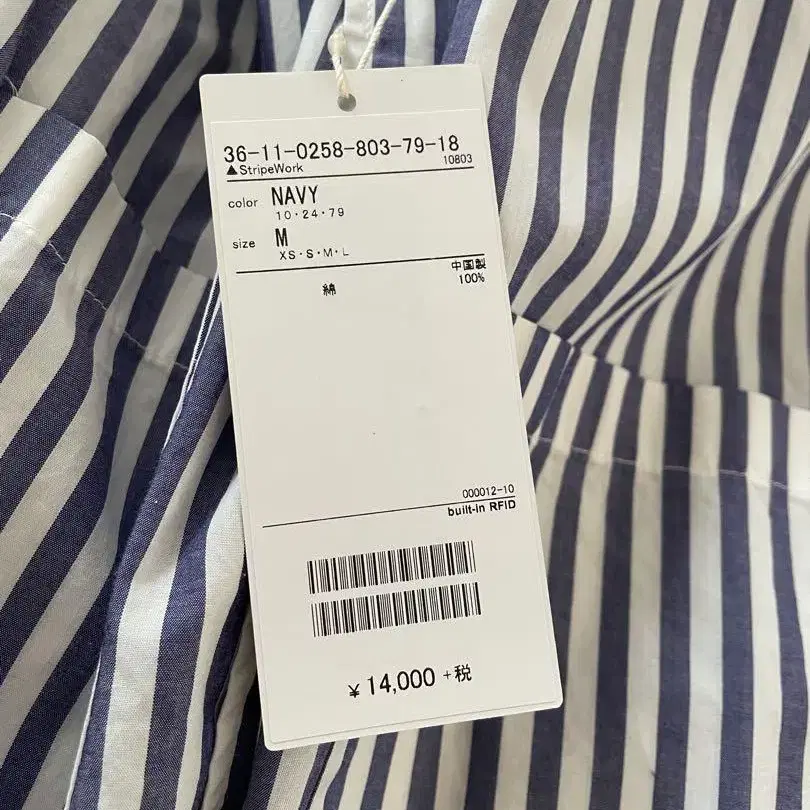 36-11-0258-803-79-18
▲StripeWork 10803
color NAVY
10・24・79
size M
XS・S・M・L
中国製
綿 100%
000012-10
built-in RFID
¥ 14,000 +税